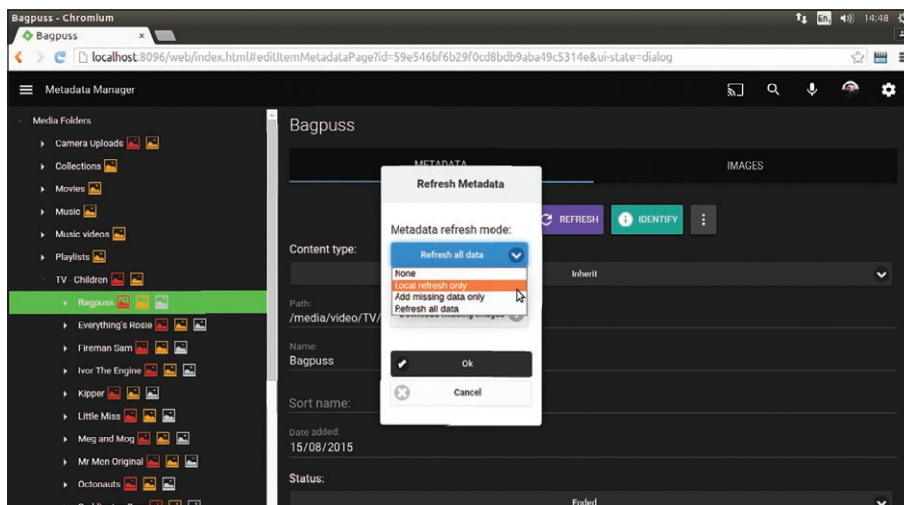 Bagpuss - Chromium
En
14:48
Bagpuss
x
localhost:8096/web/index.html#editItemMetadataPage?id=59e546bf6b29f0cd8bdb9aba49c5314e&ui-state=dialog
Metadata Manager
Media Folders
Camera Uploads
Collections
Movies
Music
Music videos
Playlists
TV - Children
Bagpuss
Everything's Rosie
Fireman Sam
Ivor The Engine
Kipper
Little Miss
Meg and Mog
Mr Men Original
Octonauts
Bagpuss
METADATA
IMAGES
REFRESH
IDENTIFY
Content type:
Inherit
Path:
/media/video/TV/
Name:
Bagpuss
Sort name:
Date added:
15/08/2015
Status:
Ended
Refresh Metadata
Metadata refresh mode:
Refresh all data
None
Local refresh only
Add missing data only
Refresh all data
Download missing images
Ok
Cancel